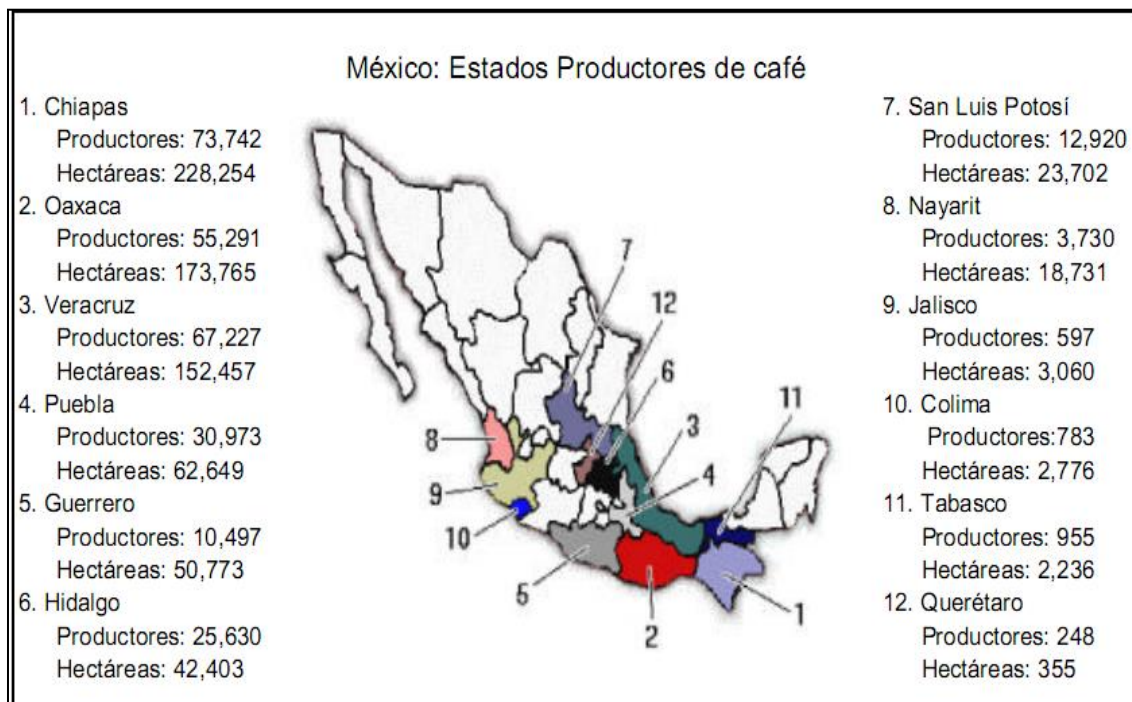 México: Estados Productores de café
1. Chiapas
Productores: 73,742
Hectáreas: 228,254
2. Oaxaca
Productores: 55,291
Hectáreas: 173,765
3. Veracruz
Productores: 67,227
Hectáreas: 152,457
4. Puebla
Productores: 30,973
Hectáreas: 62,649
5. Guerrero
Productores: 10,497
Hectáreas: 50,773
6. Hidalgo
Productores: 25,630
Hectáreas: 42,403
7
12
6
11
3
8
4
9
10
5
2
1
7. San Luis Potosí
Productores: 12,920
Hectáreas: 23,702
8. Nayarit
Productores: 3,730
Hectáreas: 18,731
9. Jalisco
Productores: 597
Hectáreas: 3,060
10. Colima
Productores:783
Hectáreas: 2,776
11. Tabasco
Productores: 955
Hectáreas: 2,236
12. Querétaro
Productores: 248
Hectáreas: 355